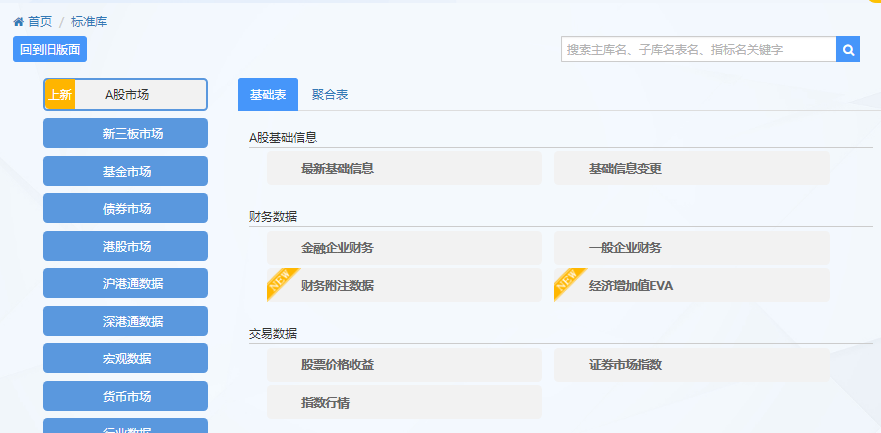 首页 / 标准库
回到旧版面
搜索主库名、子库名表名、指标名关键字
上新 A股市场
新三板市场
基金市场
债券市场
港股市场
沪港通数据
深港通数据
宏观数据
货币市场
行业数据
基础表 聚合表
A股基础信息
最新基础信息 基础信息变更
财务数据
金融企业财务 一般企业财务
NEW 财务附注数据 NEW 经济增加值EVA
交易数据
股票价格收益 证券市场指数
指数行情